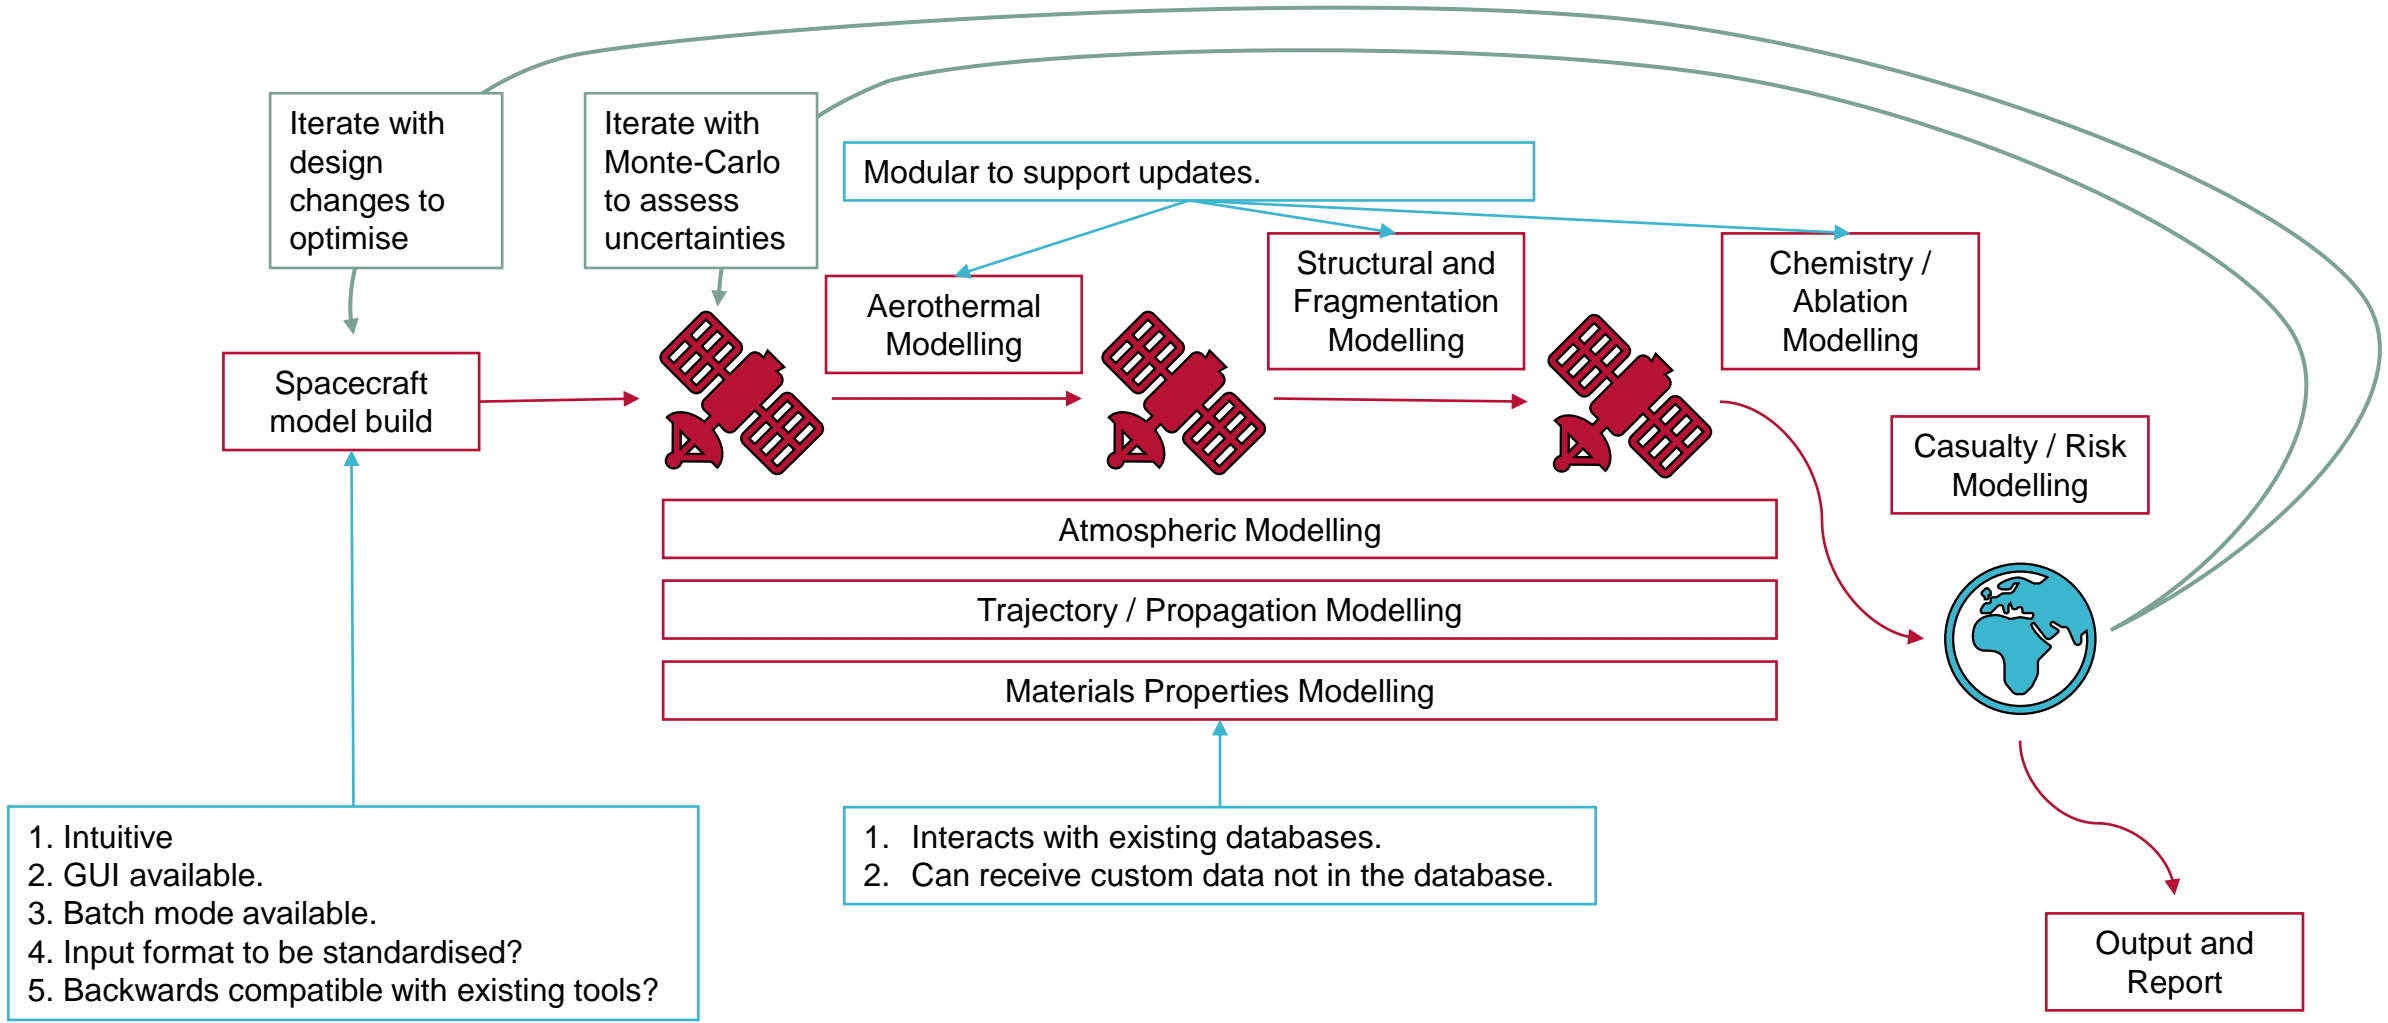 Iterate with
design
changes to
optimise
Iterate with
Monte-Carlo
to assess
uncertainties
Modular to support updates.
Aerothermal
Modelling
Structural and
Fragmentation
Modelling
Chemistry /
Ablation
Modelling
Spacecraft
model build
Casualty / Risk
Modelling
Atmospheric Modelling
Trajectory / Propagation Modelling
Materials Properties Modelling
1. Intuitive
2. GUI available.
3. Batch mode available.
4. Input format to be standardised?
5. Backwards compatible with existing tools?
1. Interacts with existing databases.
2. Can receive custom data not in the database.
Output and
Report